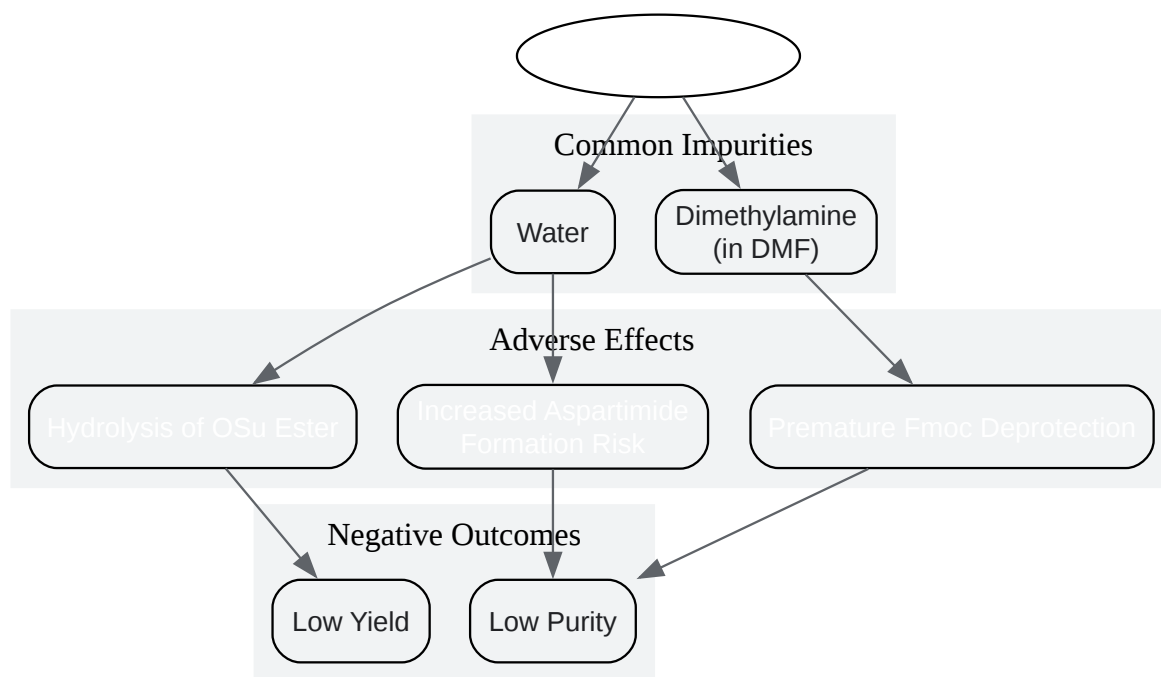 Common Impurities
Water
Dimethylamine
(in DMF)
Adverse Effects
Hydrolysis of OSu Ester
Increased Aspartimide
Formation Risk
Premature Fmoc Deprotection
Negative Outcomes
Low Yield
Low Purity